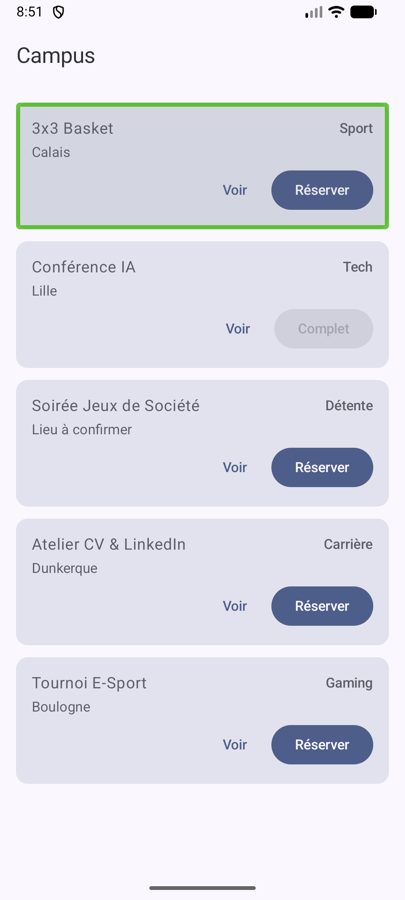 8:51
Campus
3x3 Basket Sport
Calais
Voir Réserver
Conférence IA Tech
Lille
Voir Complet
Soirée Jeux de Société Détente
Lieu à confirmer
Voir Réserver
Atelier CV & LinkedIn Carrière
Dunkerque
Voir Réserver
Tournoi E-Sport Gaming
Boulogne
Voir Réserver